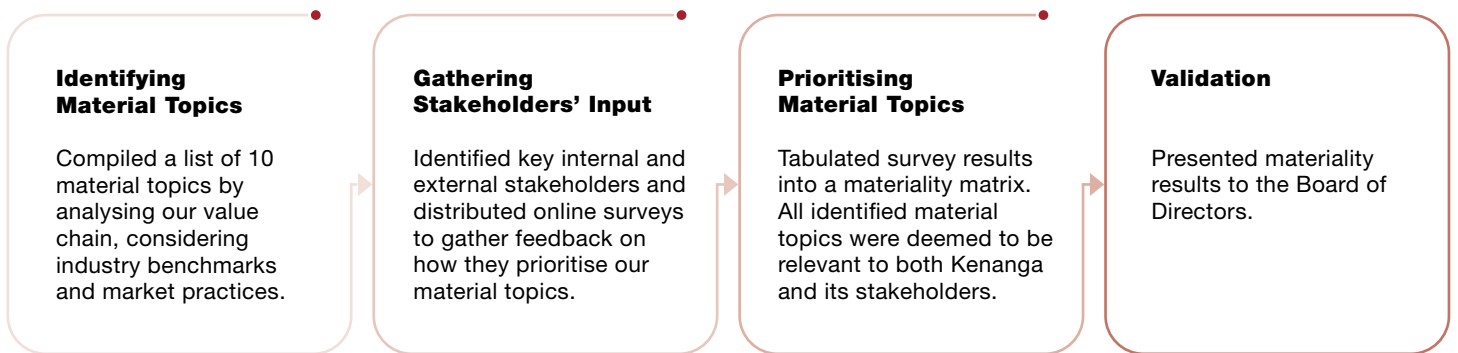 Identifying
Material Topics
Compiled a list of 10
material topics by
analysing our value
chain, considering
industry benchmarks
and market practices.
Gathering
Stakeholders’ Input
Identified key internal and
external stakeholders and
distributed online surveys
to gather feedback on
how they prioritise our
material topics.
Prioritising
Material Topics
Tabulated survey results
into a materiality matrix.
All identified material
topics were deemed to be
relevant to both Kenanga
and its stakeholders.
Validation
Presented materiality
results to the Board of
Directors.